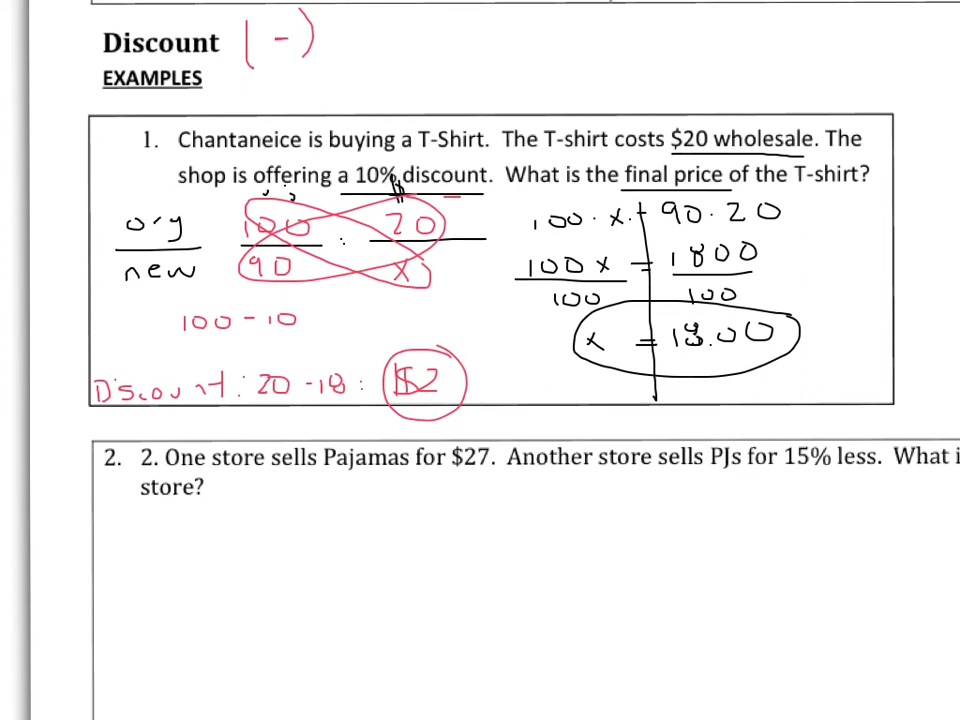 Discount (-)
EXAMPLES
1. Chantaneice is buying a T-Shirt. The T-shirt costs $20 wholesale. The
shop is offering a 10% discount. What is the final price of the T-shirt?
% $
org 100 : 20 100 · x = 90 · 20
new 90 x 100x = 1800
100 100
100 - 10 x = 18.00
Discount: 20 - 18 : $2
2. 2. One store sells Pajamas for $27. Another store sells PJs for 15% less. What i
store?